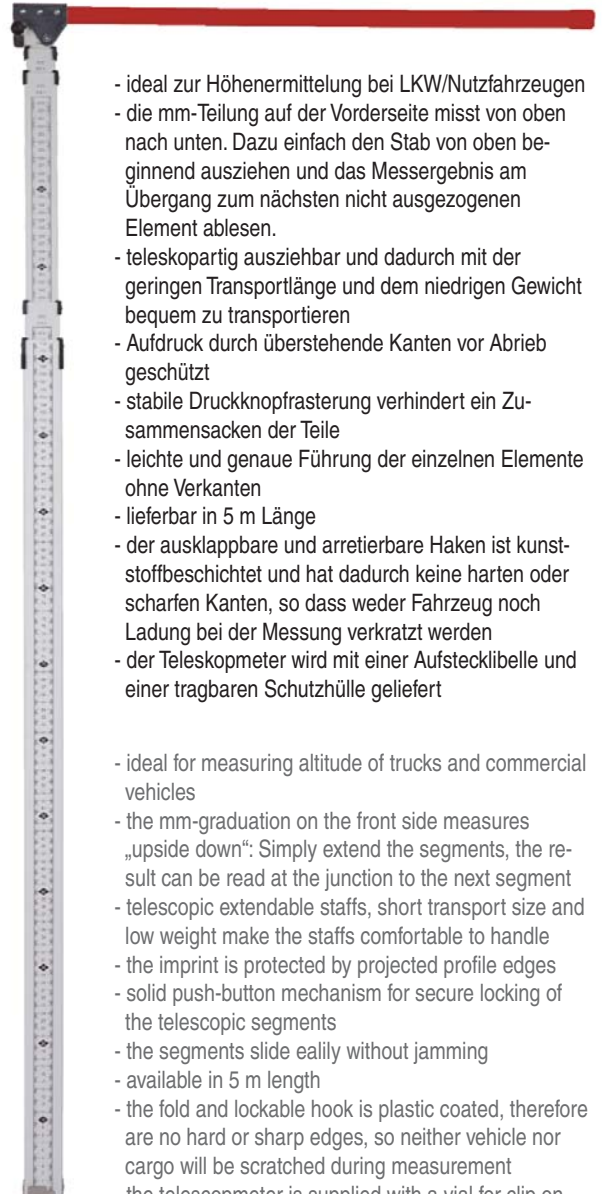 - ideal zur Höhenermittelung bei LKW/Nutzfahrzeugen
- die mm-Teilung auf der Vorderseite misst von oben
nach unten. Dazu einfach den Stab von oben be-
ginnend ausziehen und das Messergebnis am
Übergang zum nächsten nicht ausgezogenen
Element ablesen.
- teleskopartig ausziehbar und dadurch mit der
geringen Transportlänge und dem niedrigen Gewicht
bequem zu transportieren
- Aufdruck durch überstehende Kanten vor Abrieb
geschützt
- stabile Druckknopfrasterung verhindert ein Zu-
sammensacken der Teile
- leichte und genaue Führung der einzelnen Elemente
ohne Verkanten
- lieferbar in 5 m Länge
- der ausklappbare und arretierbare Haken ist kunst-
stoffbeschichtet und hat dadurch keine harten oder
scharfen Kanten, so dass weder Fahrzeug noch
Ladung bei der Messung verkratzt werden
- der Teleskopmeter wird mit einer Aufstecklibelle und
einer tragbaren Schutzhülle geliefert
- ideal for measuring altitude of trucks and commercial
vehicles
- the mm-graduation on the front side measures
„upside down“: Simply extend the segments, the re-
sult can be read at the junction to the next segment
- telescopic extendable staffs, short transport size and
low weight make the staffs comfortable to handle
- the imprint is protected by projected profile edges
- solid push-button mechanism for secure locking of
the telescopic segments
- the segments slide ealily without jamming
- available in 5 m length
- the fold and lockable hook is plastic coated, therefore
are no hard or sharp edges, so neither vehicle nor
cargo will be scratched during measurement
- the telescopmeter is supplied with a vial for clip on